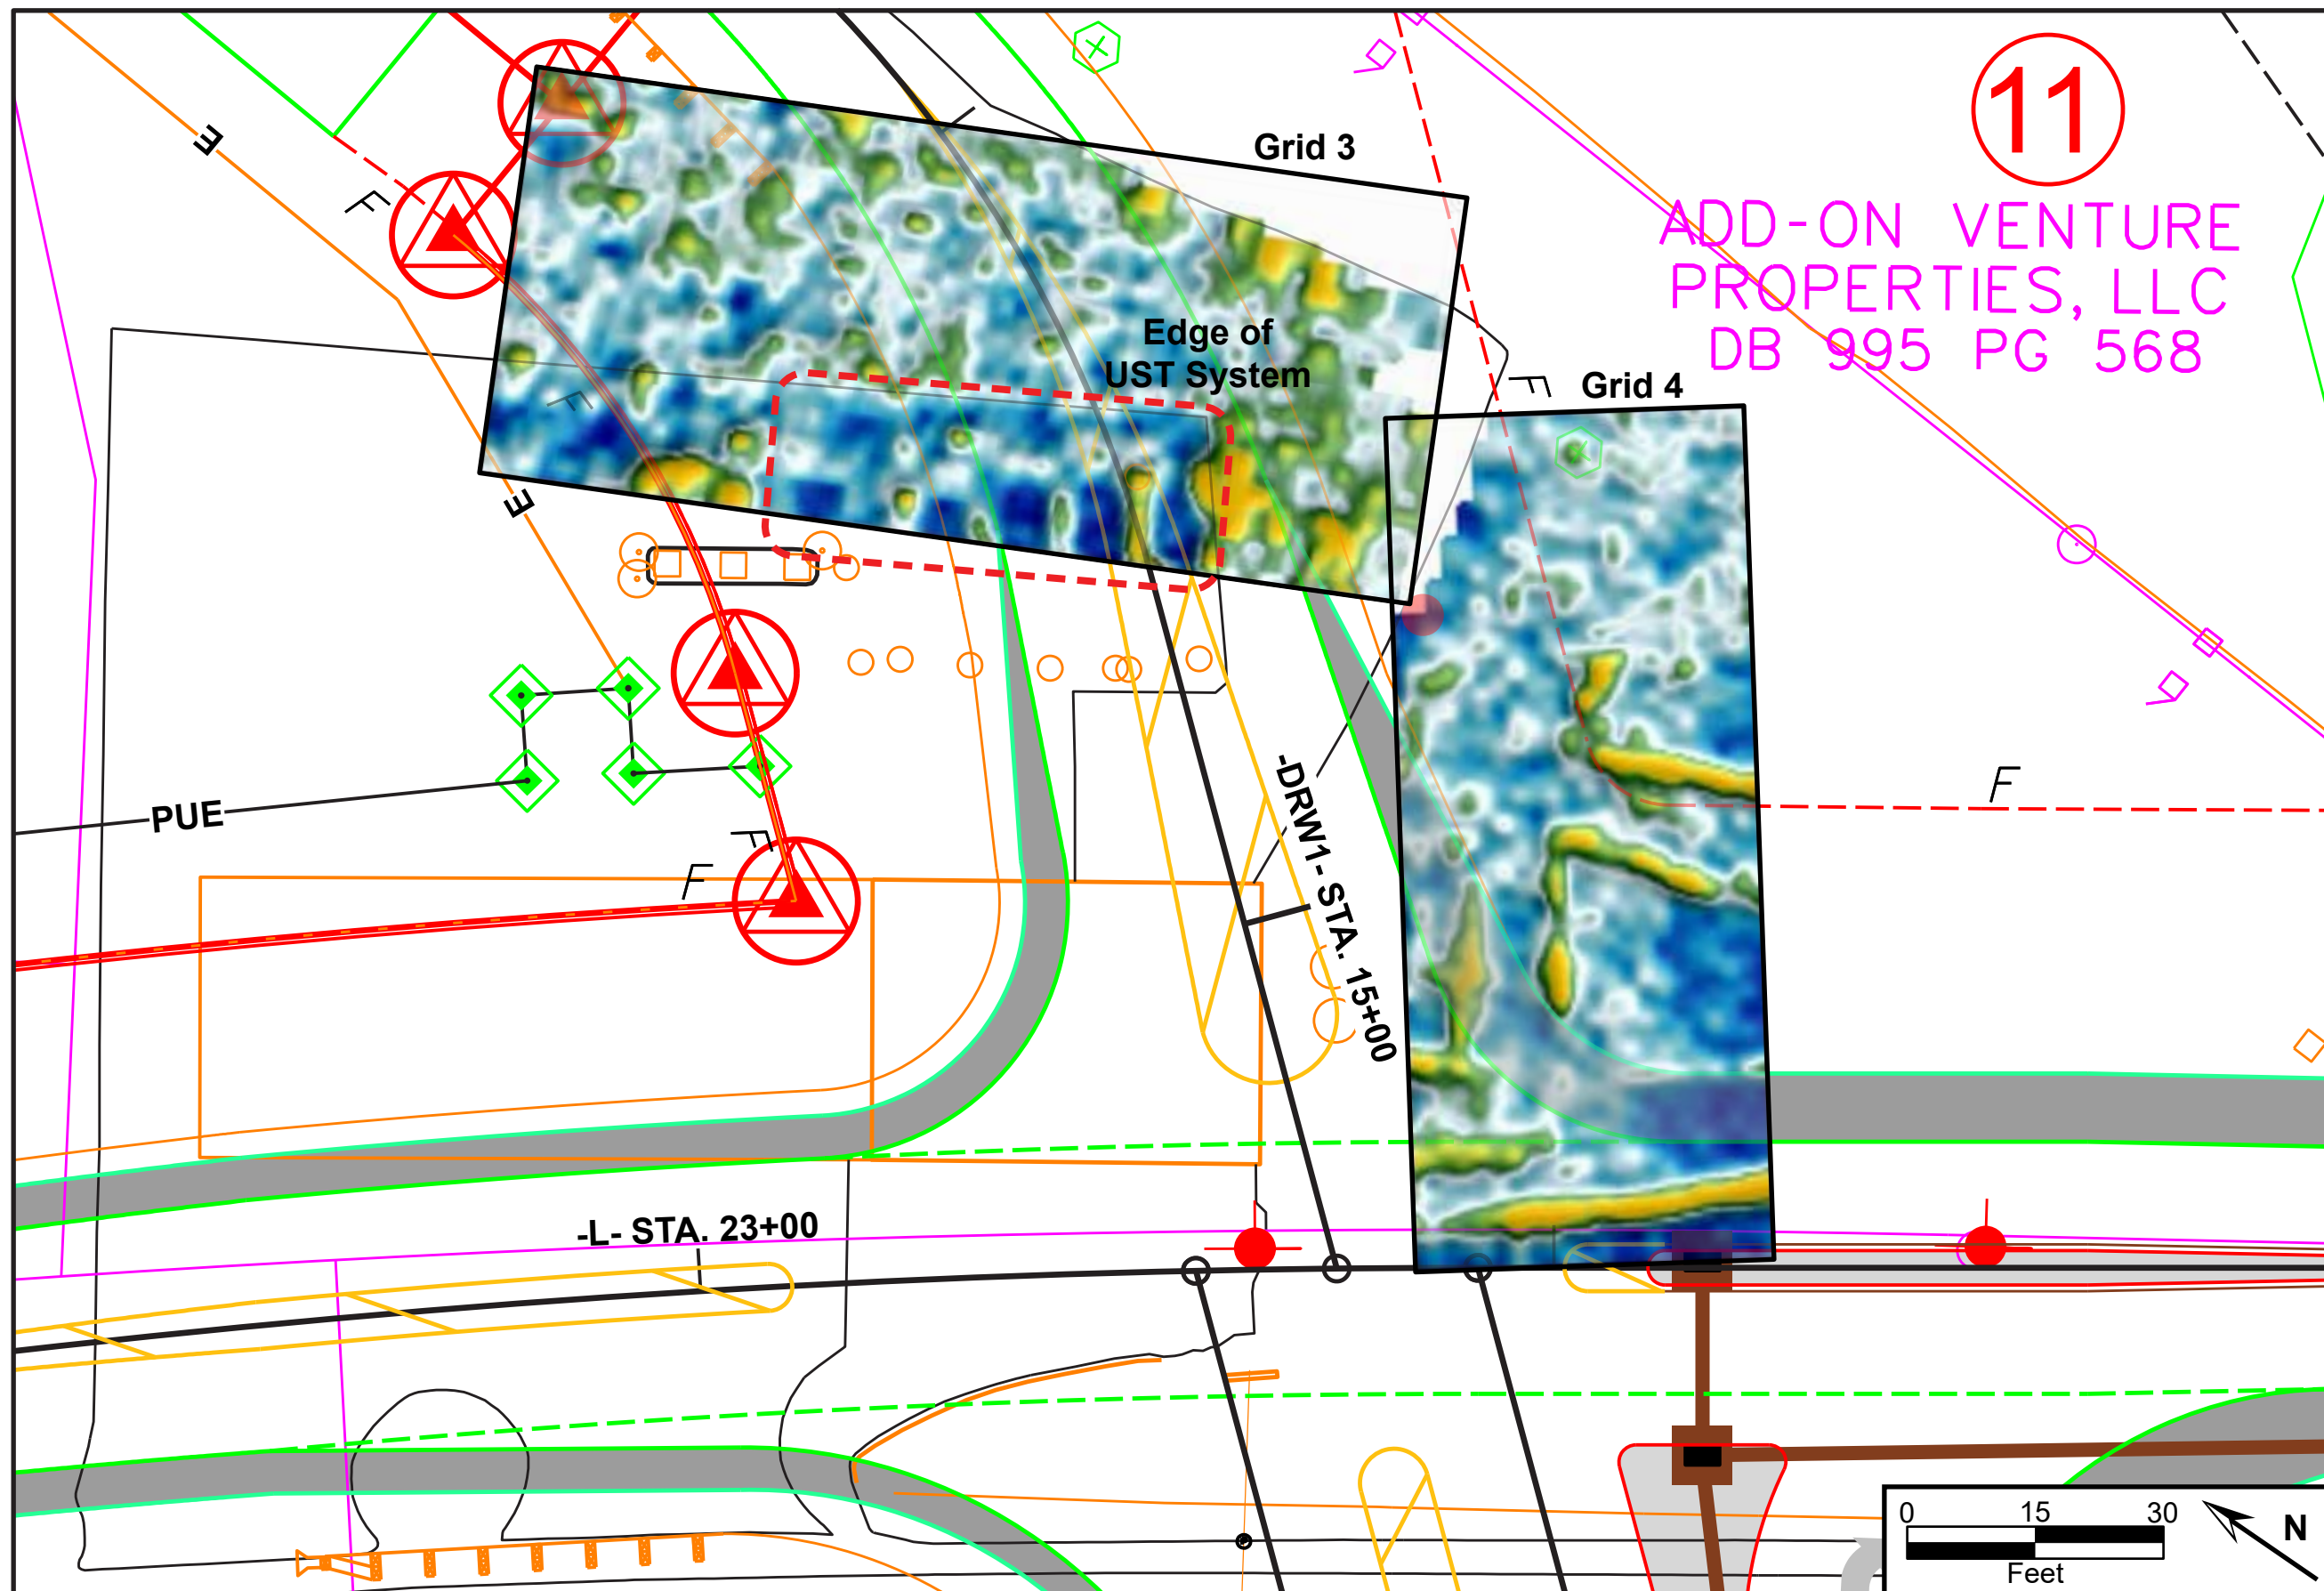 11
Grid 3
ADD-ON VENTURE
PROPERTIES, LLC
DB 995 PG 568
E
F
Edge of
UST System
Grid 4
F
F
E
F
PUE
F
F
-DRW1- STA. 15+00
-L- STA. 23+00
0 15 30
Feet
N